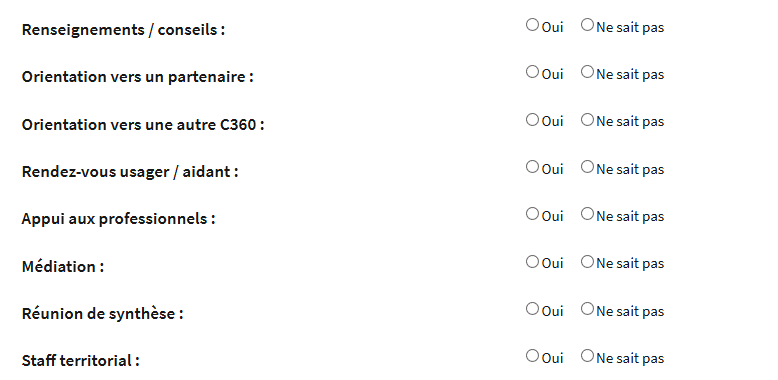 Renseignements / conseils : Oui Ne sait pas
Orientation vers un partenaire : Oui Ne sait pas
Orientation vers une autre C360 : Oui Ne sait pas
Rendez-vous usager / aidant : Oui Ne sait pas
Appui aux professionnels : Oui Ne sait pas
Médiation : Oui Ne sait pas
Réunion de synthèse : Oui Ne sait pas
Staff territorial : Oui Ne sait pas